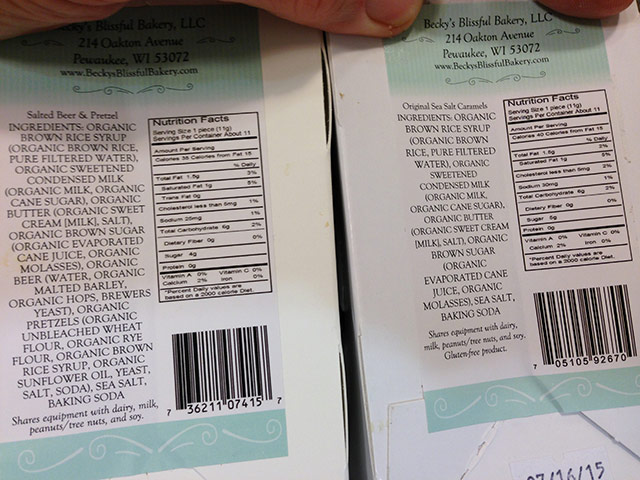 Becky's Blissful Bakery, LLC
214 Oakton Avenue
Pewaukee, WI 53072
www.BeckysBlissfulBakery.com
Salted Beer & Pretzel
INGREDIENTS: ORGANIC
BROWN RICE SYRUP
(ORGANIC BROWN RICE,
PURE FILTERED WATER),
ORGANIC SWEETENED
CONDENSED MILK
(ORGANIC MILK, ORGANIC
CANE SUGAR), ORGANIC
BUTTER (ORGANIC SWEET
CREAM [MILK], SALT),
ORGANIC BROWN SUGAR
(ORGANIC EVAPORATED
CANE JUICE, ORGANIC
MOLASSES), ORGANIC
BEER (WATER, ORGANIC
MALTED BARLEY,
ORGANIC HOPS, BREWERS
YEAST), ORGANIC
PRETZELS (ORGANIC
UNBLEACHED WHEAT
FLOUR, ORGANIC RYE
FLOUR, ORGANIC BROWN
RICE SYRUP, ORGANIC
SUNFLOWER OIL, YEAST,
SALT, SODA), SEA SALT,
BAKING SODA
Shares equipment with dairy, milk,
peanuts/tree nuts, and soy.
Nutrition Facts
Serving Size 1 piece (11g)
Servings Per Container About 11
Amount Per Serving
Calories 38 Calories from Fat 15
% Daily
Total Fat 1.5g 3%
Saturated Fat 1g 5%
Trans Fat 0g
Cholesterol less than 5mg 1%
Sodium 25mg 1%
Total Carbohydrate 6g 2%
Dietary Fiber 0g 0%
Sugar 4g
Protein 0g
Vitamin A 0% Vitamin C 0%
Calcium 2% Iron 0%
*Percent Daily Values are
based on a 2000 calorie Diet.
7 36211 07415 7
Becky's Blissful Bakery, LLC
214 Oakton Avenue
Pewaukee, WI 53072
www.BeckysBlissfulBakery.com
Original Sea Salt Caramels
INGREDIENTS: ORGANIC
BROWN RICE SYRUP
(ORGANIC BROWN
RICE, PURE FILTERED
WATER), ORGANIC
SWEETENED
CONDENSED MILK
(ORGANIC MILK,
ORGANIC CANE SUGAR),
ORGANIC BUTTER
(ORGANIC SWEET CREAM
[MILK], SALT), ORGANIC
BROWN SUGAR
(ORGANIC
EVAPORATED CANE
JUICE, ORGANIC
MOLASSES), SEA SALT,
BAKING SODA
Shares equipment with dairy,
milk, peanuts/tree nuts, and soy.
Gluten-free product.
Nutrition Facts
Serving Size 1 piece (11g)
Servings Per Container About 11
Amount Per Serving
Calories 40 Calories from Fat 15
% Daily
Total Fat 1.5g 2%
Saturated Fat 1g 5%
Cholesterol less than 5mg 2%
Sodium 30mg 1%
Total Carbohydrate 6g 2%
Dietary Fiber 0g 0%
Sugar 5g
Protein 0g
Vitamin A 0% Vitamin C 0%
Calcium 2% Iron 0%
*Percent Daily values are
based on a 2000 calorie Diet.
7 05105 92670
07/16/15